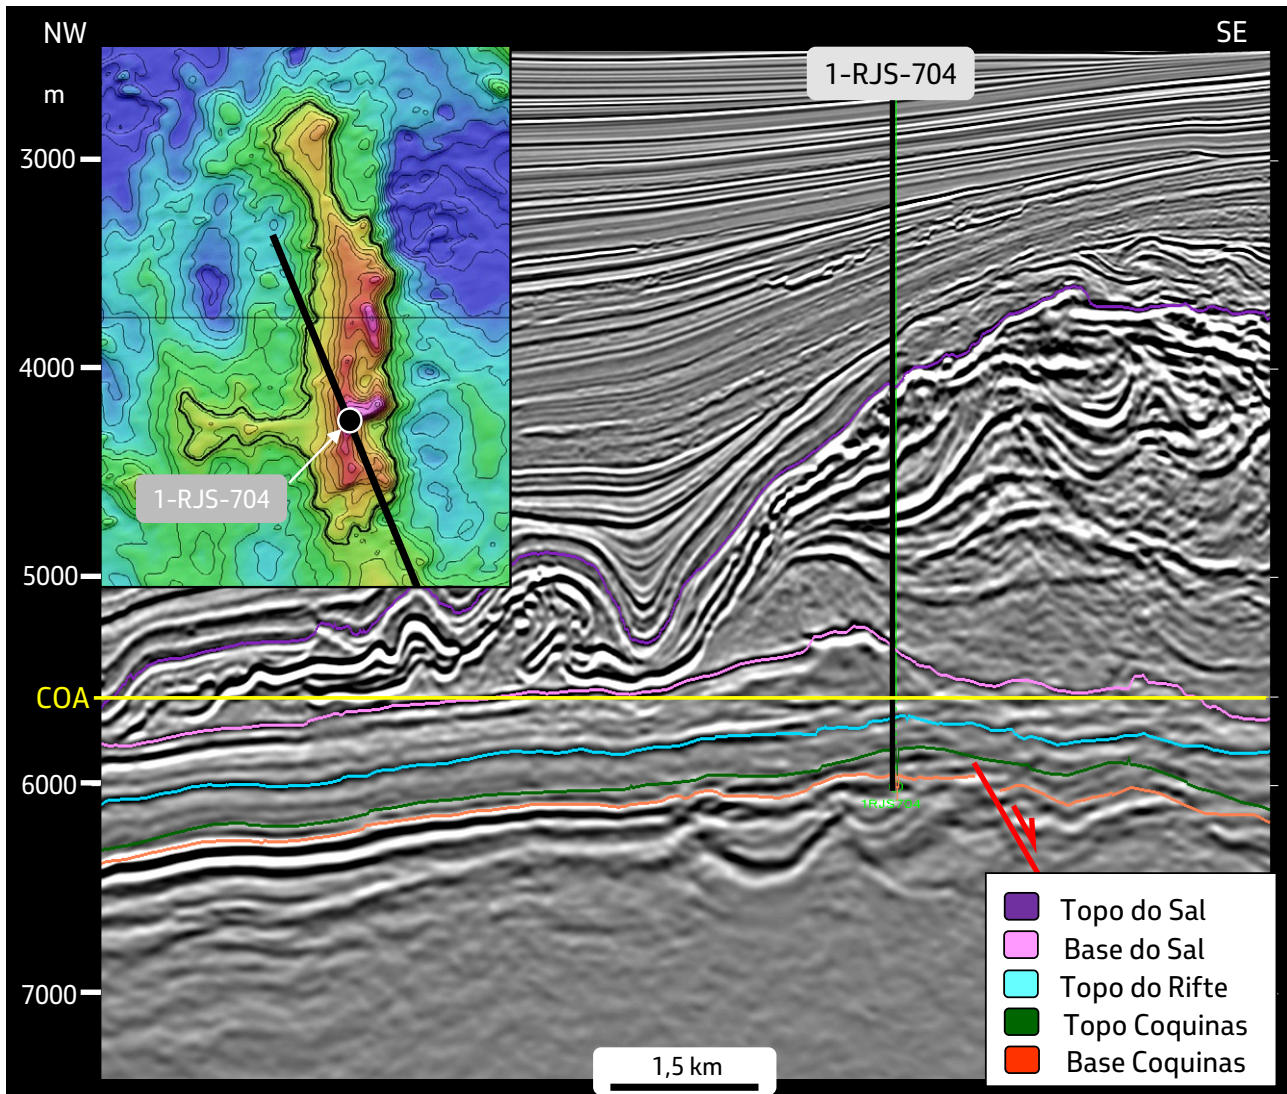 NW
SE
m
1-RJS-704
3000
4000
1-RJS-704
5000
COA
6000
1RJS704
7000
Topo do Sal
Base do Sal
Topo do Rifte
Topo Coquinas
Base Coquinas
1,5 km